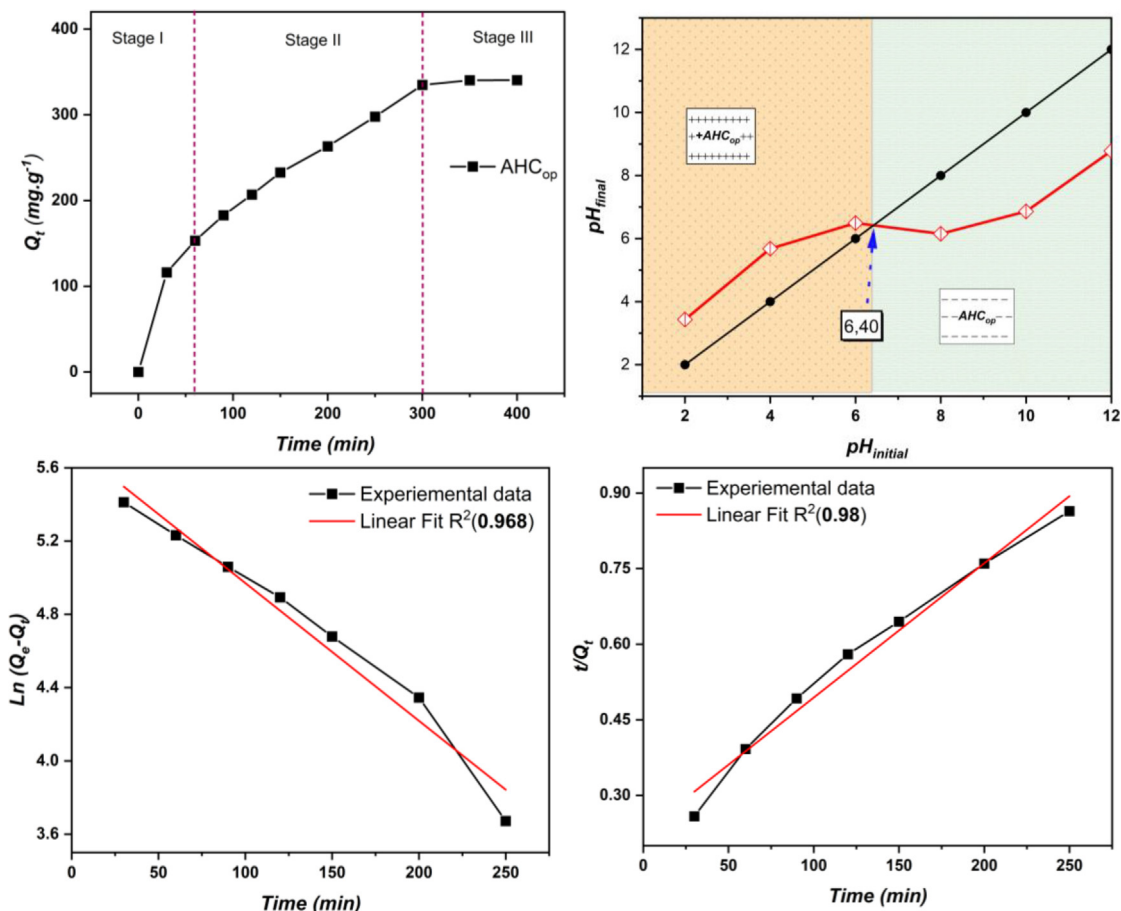 Stage I
Stage II
Stage III
400
300
200
100
0
Qt (mg.g-1)
AHCop
0
100
200
300
400
Time (min)
12
10
8
6
4
2
pHfinal
+++++++++
+AHCop++
+++++++++
6,40
AHCop
2
4
6
8
10
12
pHinitial
5.6
5.2
4.8
4.4
4.0
3.6
Ln (Qe-Qt)
Experiemental data
Linear Fit R2(0.968)
0
50
100
150
200
250
Time (min)
0.90
0.75
0.60
0.45
0.30
t/Qt
Experiemental data
Linear Fit R2(0.98)
0
50
100
150
200
250
Time (min)